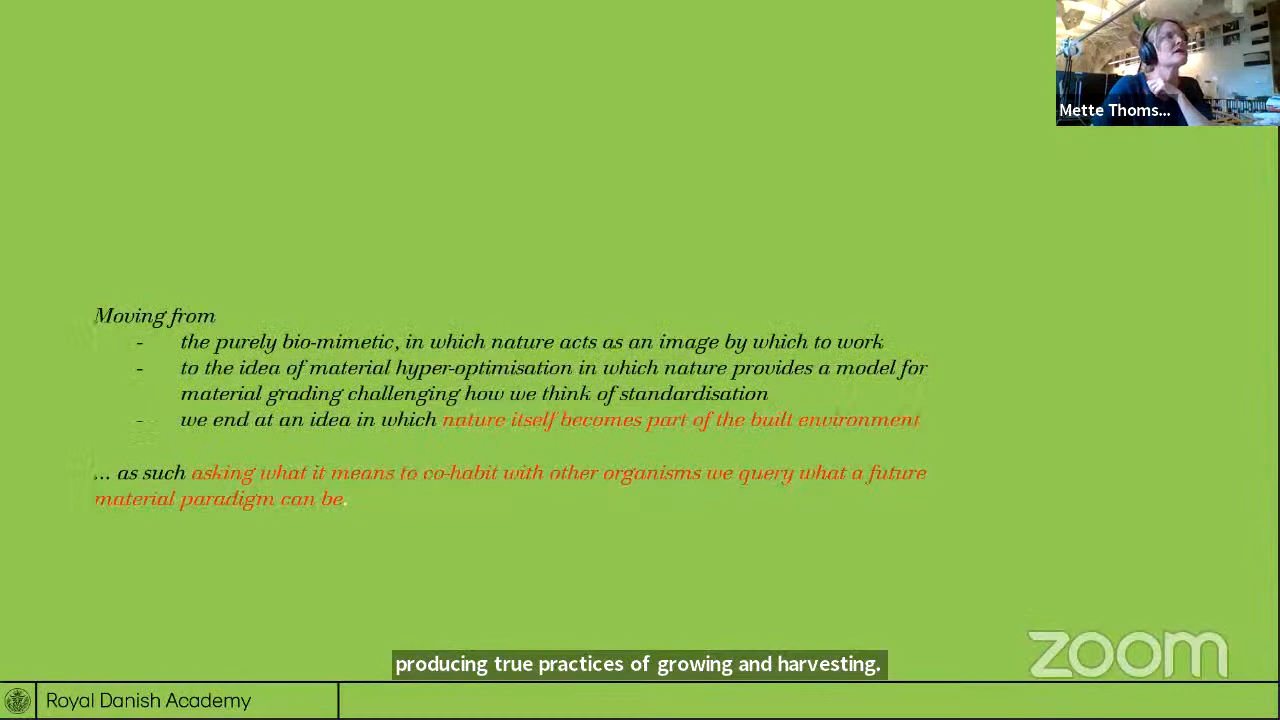 Mette Thoms...
Moving from
- the purely bio-mimetic, in which nature acts as an image by which to work
- to the idea of material hyper-optimisation in which nature provides a model for
material grading challenging how we think of standardisation
- we end at an idea in which nature itself becomes part of the built environment
... as such asking what it means to co-habit with other organisms we query what a future
material paradigm can be.
zoom
producing true practices of growing and harvesting.
Royal Danish Academy